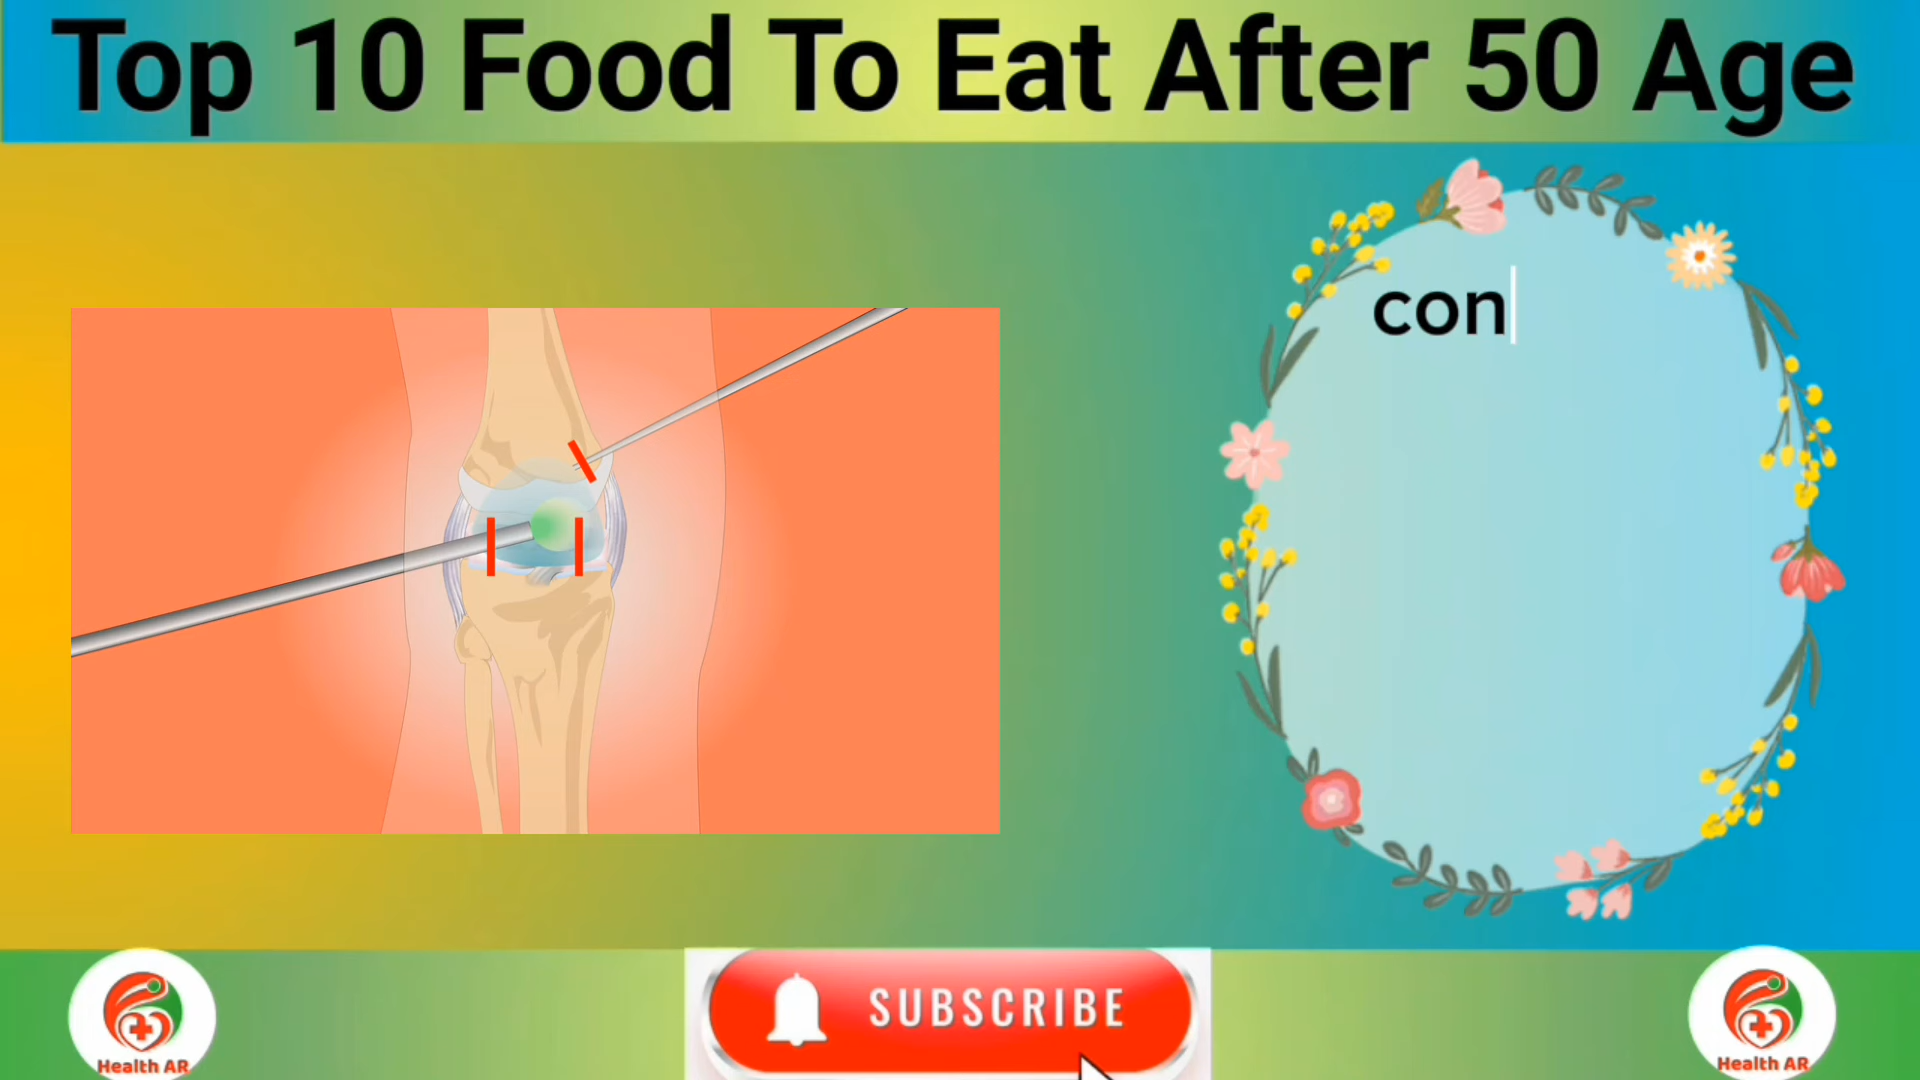 Top 10 Food To Eat After 50 Age
con
SUBSCRIBE
Health AR
Health AR